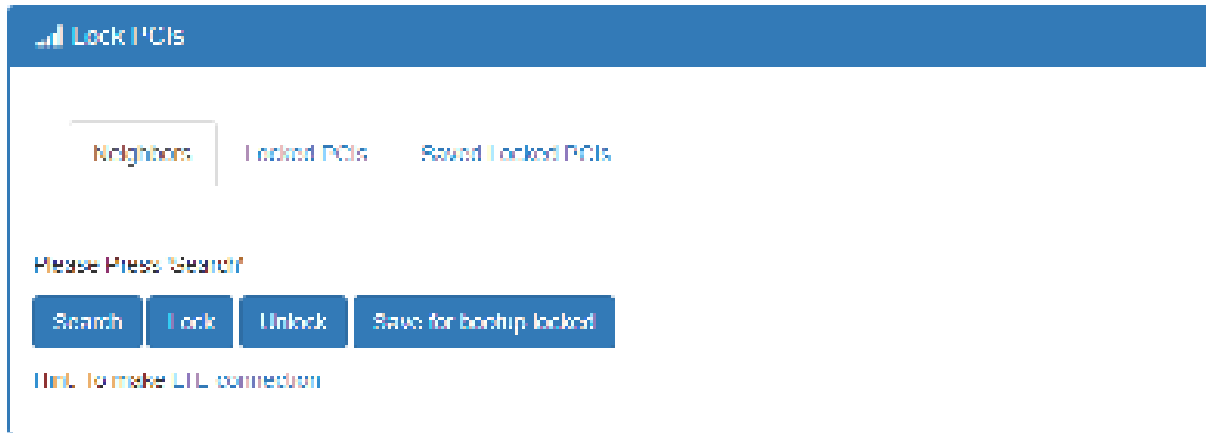 Lock PCIs
Neighbors Locked PCIs Saved Locked PCIs
Please Press 'Search'
Search Lock Unlock Save for bootup locked
Hint: To make LTE connection